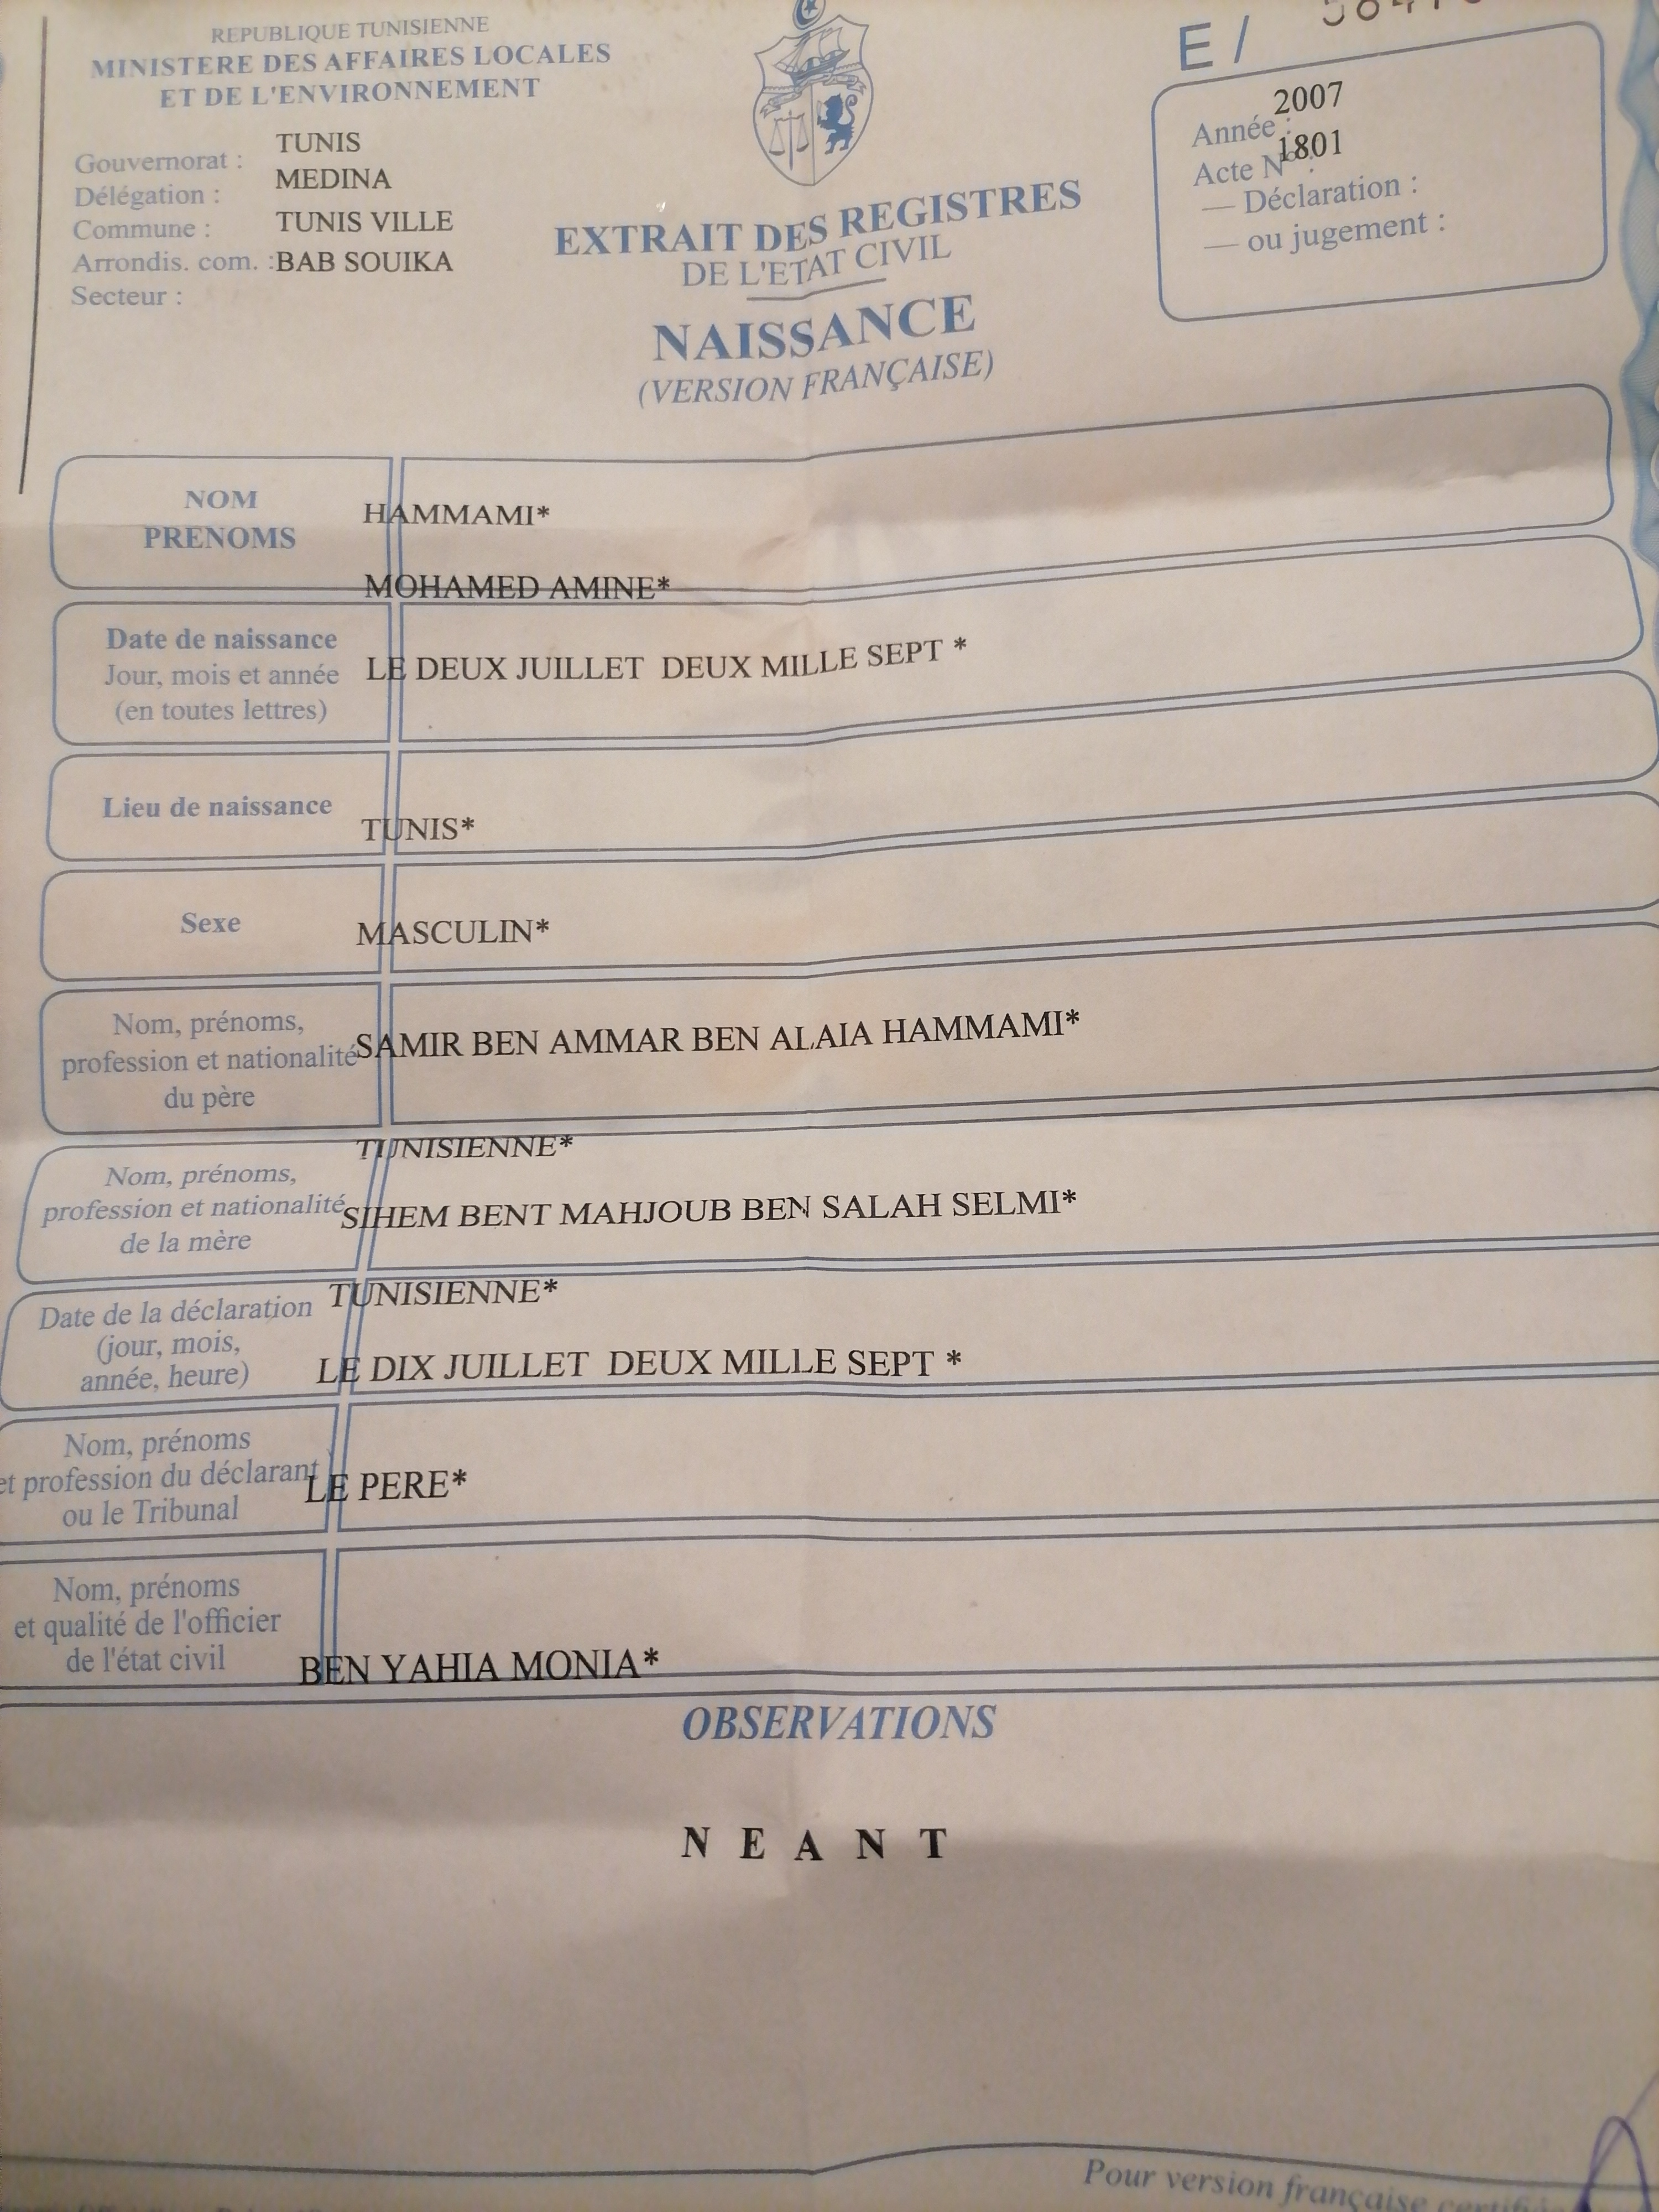 REPUBLIQUE TUNISIENNE
MINISTERE DES AFFAIRES LOCALES
ET DE L'ENVIRONNEMENT
Gouvernorat : TUNIS
Délégation : MEDINA
Commune : TUNIS VILLE
Arrondis. com. : BAB SOUIKA
Secteur :
EXTRAIT DES REGISTRES
DE L'ETAT CIVIL
NAISSANCE
(VERSION FRANÇAISE)
E /
Année : 2007
Acte N° : 1801
— Déclaration :
— ou jugement :
NOM
PRENOMS
HAMMAMI*
MOHAMED AMINE*
Date de naissance
Jour, mois et année
(en toutes lettres)
LE DEUX JUILLET DEUX MILLE SEPT *
Lieu de naissance
TUNIS*
Sexe
MASCULIN*
Nom, prénoms,
profession et nationalité
du père
SAMIR BEN AMMAR BEN ALAIA HAMMAMI*
TUNISIENNE*
Nom, prénoms,
profession et nationalité
de la mère
SIHEM BENT MAHJOUB BEN SALAH SELMI*
TUNISIENNE*
Date de la déclaration
(jour, mois,
année, heure)
LE DIX JUILLET DEUX MILLE SEPT *
Nom, prénoms
et profession du déclarant
ou le Tribunal
LE PERE*
Nom, prénoms
et qualité de l'officier
de l'état civil
BEN YAHIA MONIA*
OBSERVATIONS
N E A N T
Pour version française